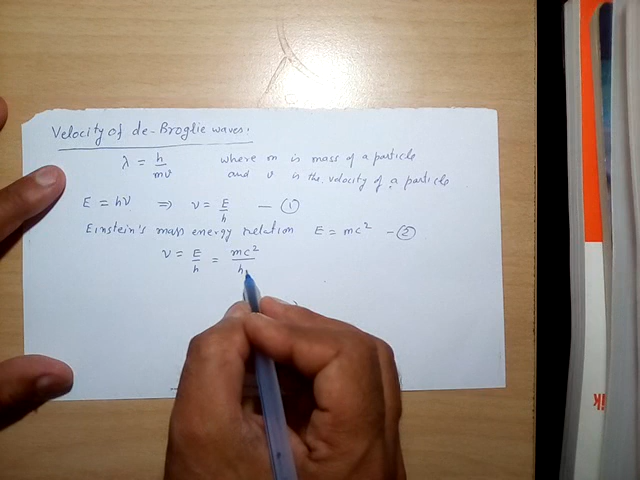 Velocity of de-Broglie waves:
λ = h/mv where m is mass of a particle
and v is the velocity of a particle
E = hν ⇒ ν = E/h — ①
Einstein's mass energy relation E = mc² — ②
ν = E/h = mc²/h